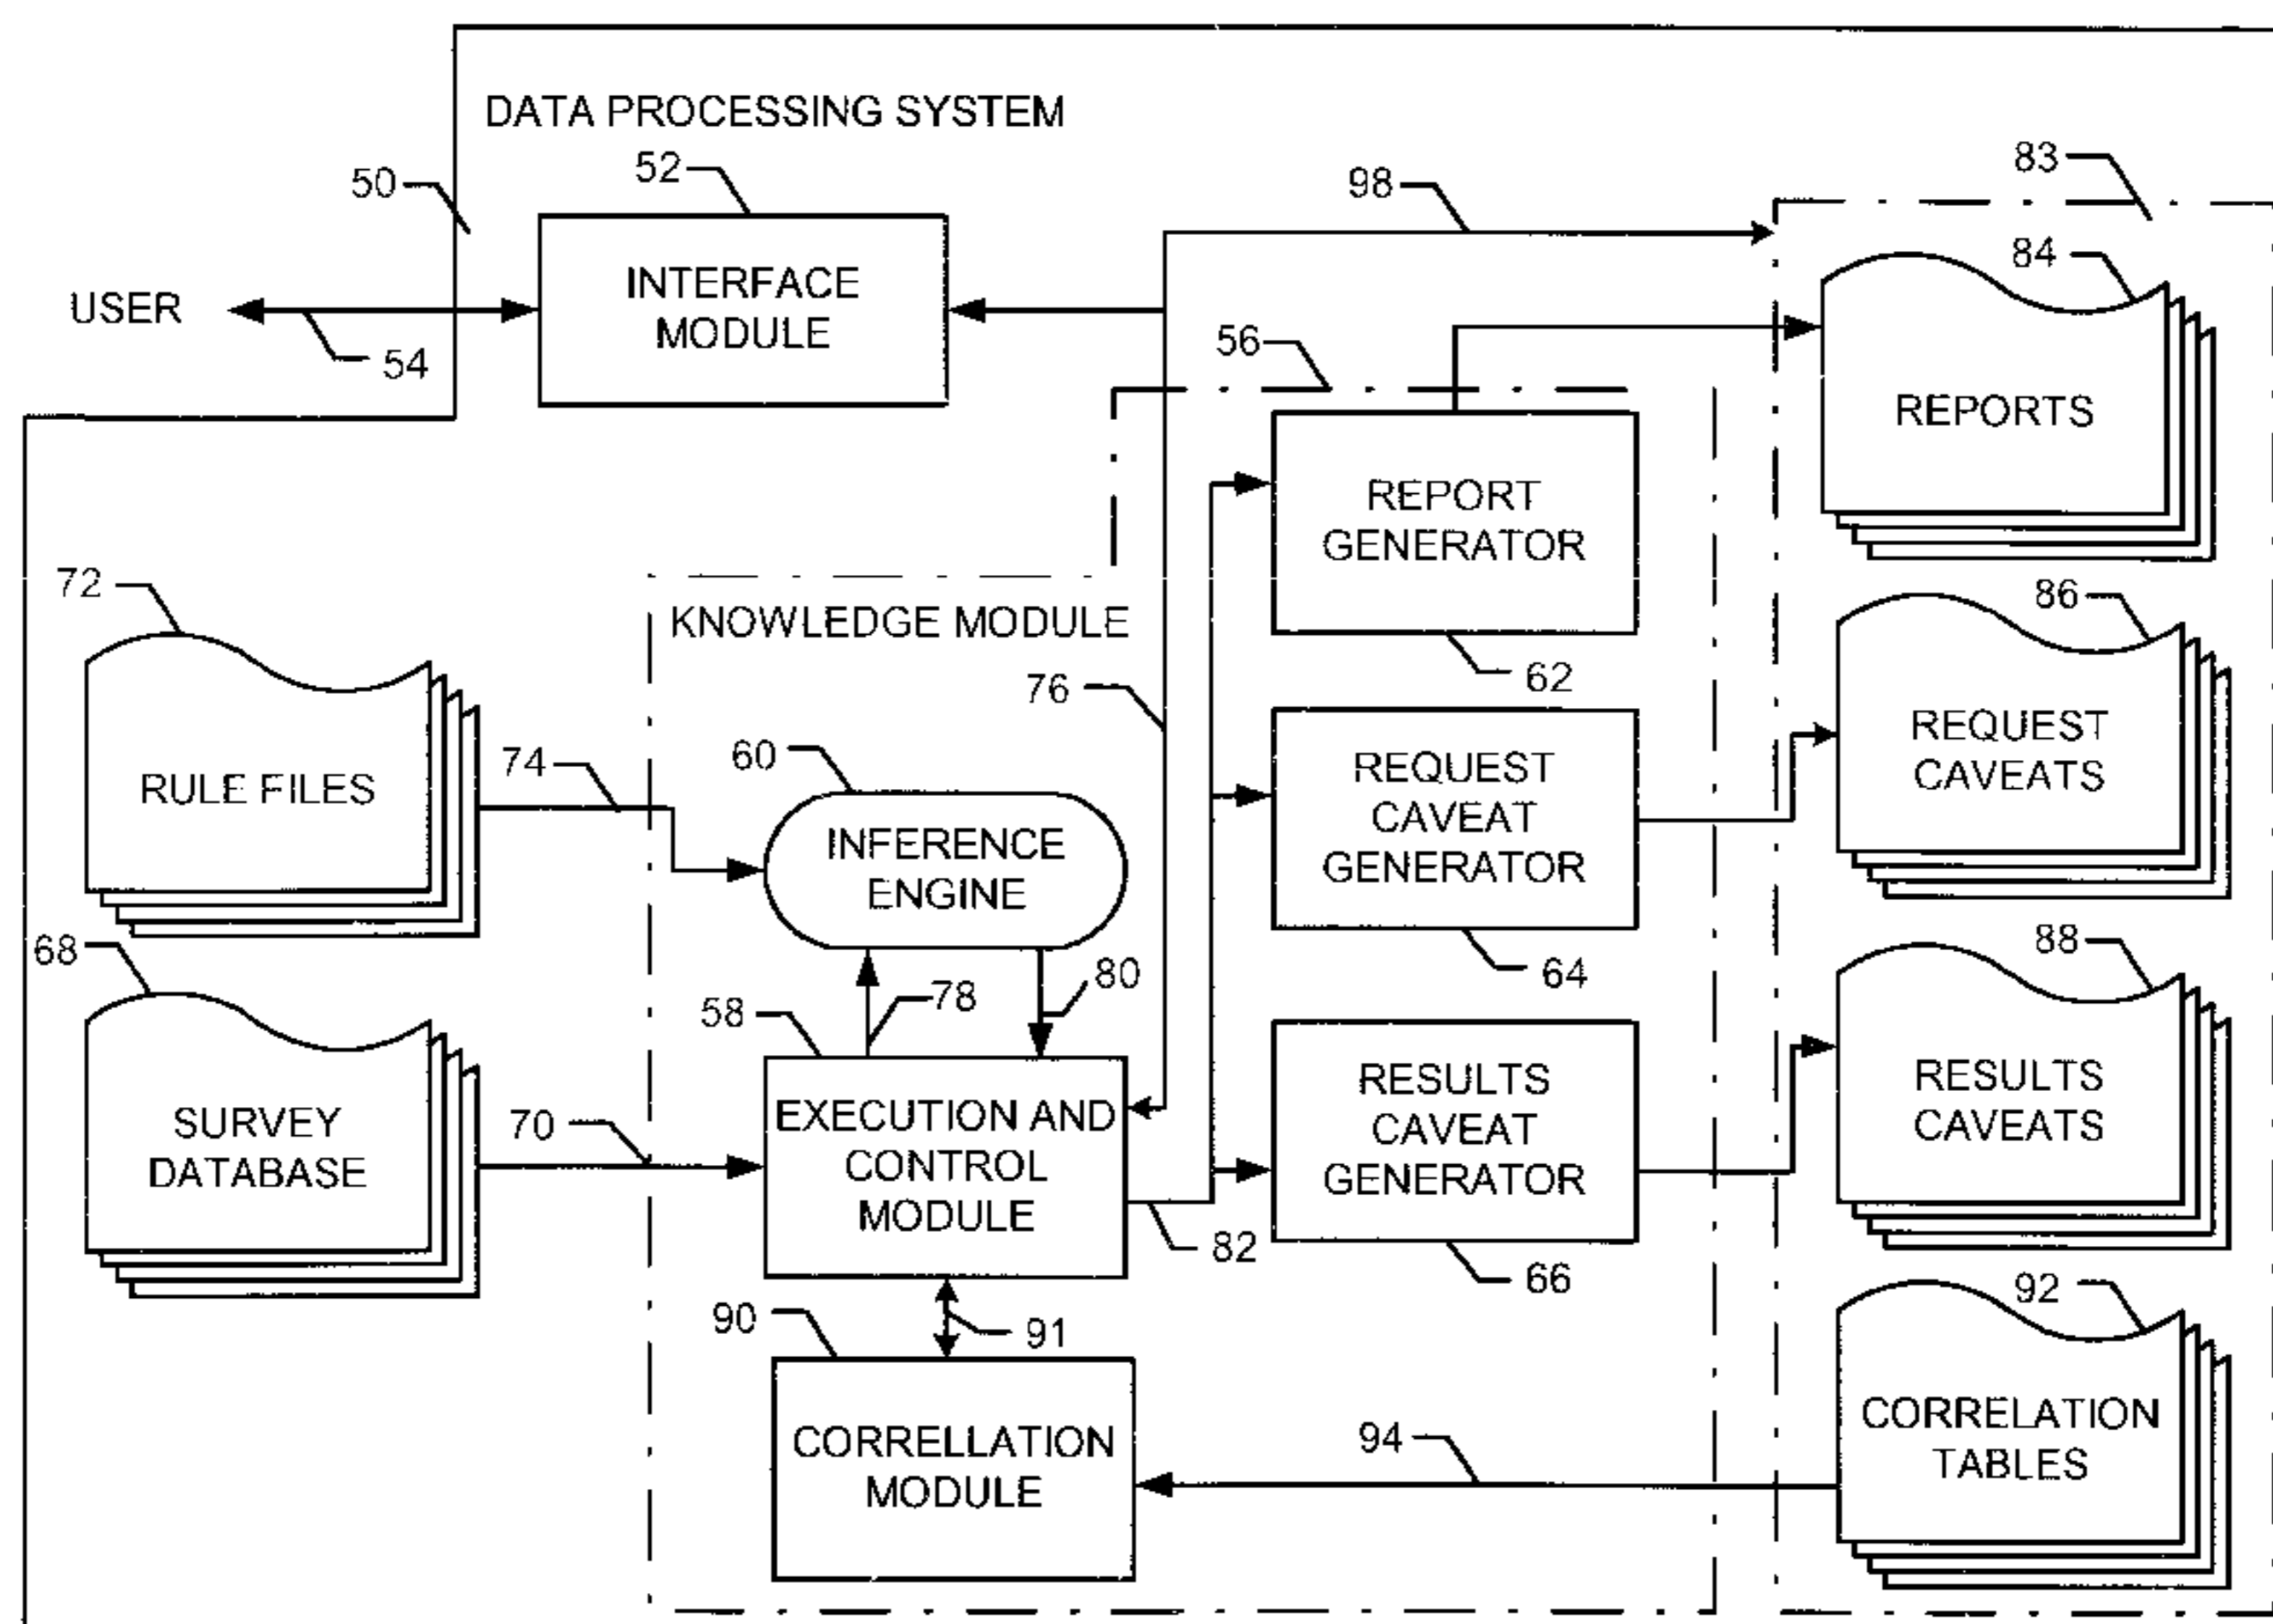 DATA PROCESSING SYSTEM
50
52
98
83
84
USER
54
INTERFACE
MODULE
56
REPORTS
REPORT
GENERATOR
62
72
KNOWLEDGE MODULE
76
86
RULE FILES
74
60
INFERENCE
ENGINE
REQUEST
CAVEAT
GENERATOR
64
REQUEST
CAVEATS
68
78
80
58
88
SURVEY
DATABASE
70
EXECUTION AND
CONTROL
MODULE
82
RESULTS
CAVEAT
GENERATOR
66
RESULTS
CAVEATS
90
91
92
CORRELLATION
MODULE
94
CORRELATION
TABLES